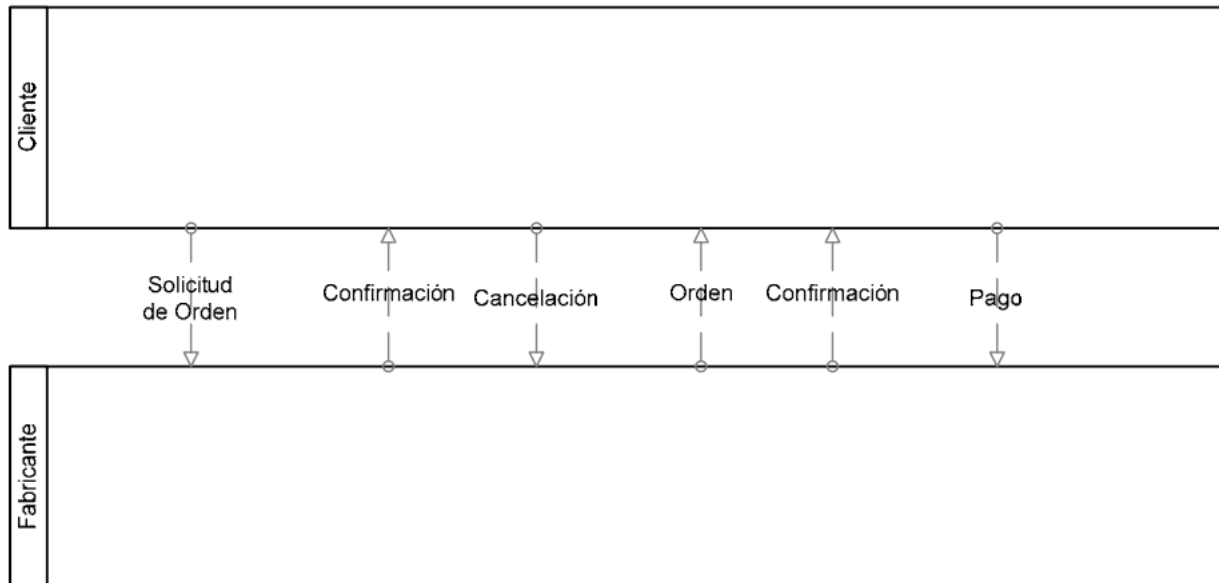 Cliente
Solicitud
de Orden
Confirmación
Cancelación
Orden
Confirmación
Pago
Fabricante